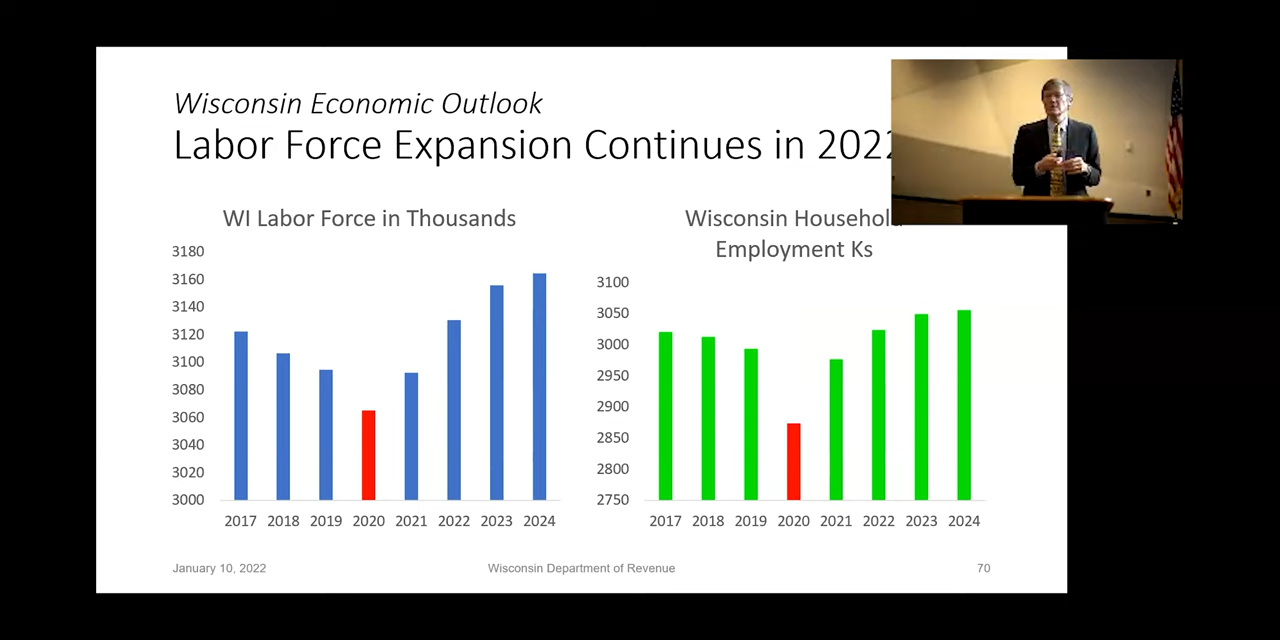 Wisconsin Economic Outlook
Labor Force Expansion Continues in 2022
WI Labor Force in Thousands
3180
3160
3140
3120
3100
3080
3060
3040
3020
3000
2017 2018 2019 2020 2021 2022 2023 2024
Wisconsin Household
Employment Ks
3100
3050
3000
2950
2900
2850
2800
2750
2017 2018 2019 2020 2021 2022 2023 2024
January 10, 2022
Wisconsin Department of Revenue
70